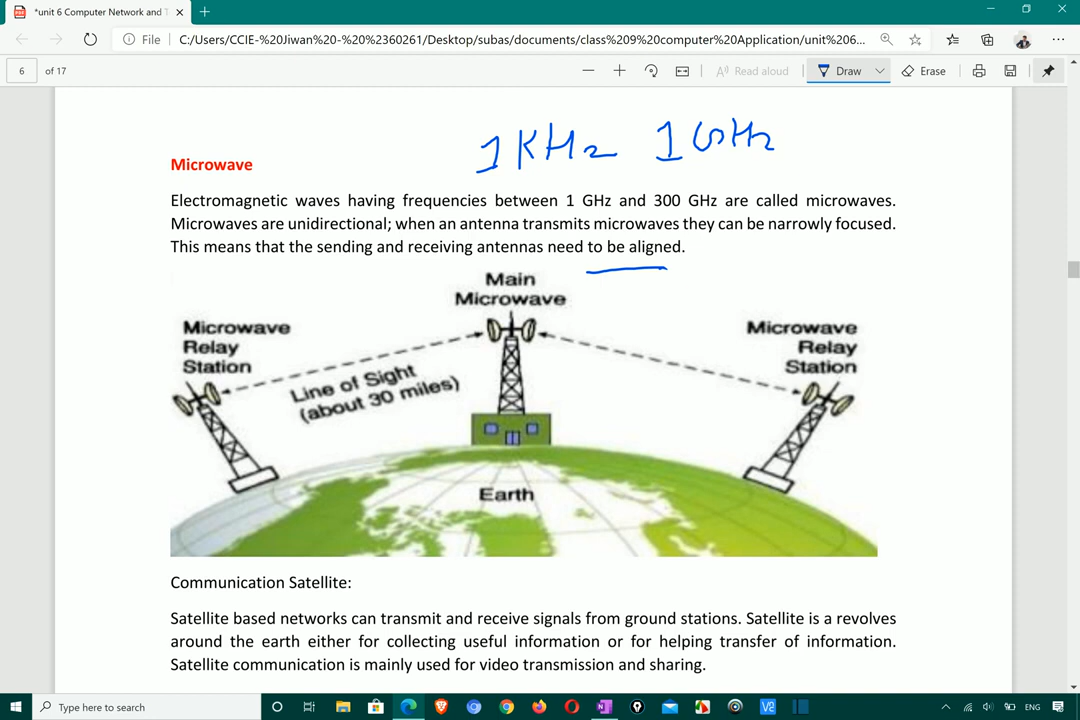 *unit 6 Computer Network and T
File
C:/Users/CCIE-%20Jiwan%20-%20%2360261/Desktop/subas/documents/class%209%20computer%20Application/unit%206...
6 of 17
Read aloud
Draw
Erase
1KHz 1GHz
Microwave
Electromagnetic waves having frequencies between 1 GHz and 300 GHz are called microwaves.
Microwaves are unidirectional; when an antenna transmits microwaves they can be narrowly focused.
This means that the sending and receiving antennas need to be aligned.
Main
Microwave
Microwave
Relay
Station
Microwave
Relay
Station
Line of Sight
(about 30 miles)
Earth
Communication Satellite:
Satellite based networks can transmit and receive signals from ground stations. Satellite is a revolves
around the earth either for collecting useful information or for helping transfer of information.
Satellite communication is mainly used for video transmission and sharing.
Type here to search
ENG